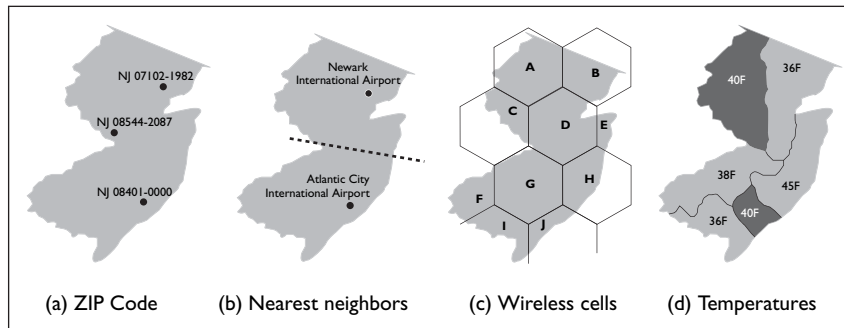 NJ 07102-1982
NJ 08544-2087
NJ 08401-0000
(a) ZIP Code
Newark
International Airport
Atlantic City
International Airport
(b) Nearest neighbors
A
B
C
D
E
F
G
H
I
J
(c) Wireless cells
40F
36F
38F
45F
40F
36F
(d) Temperatures